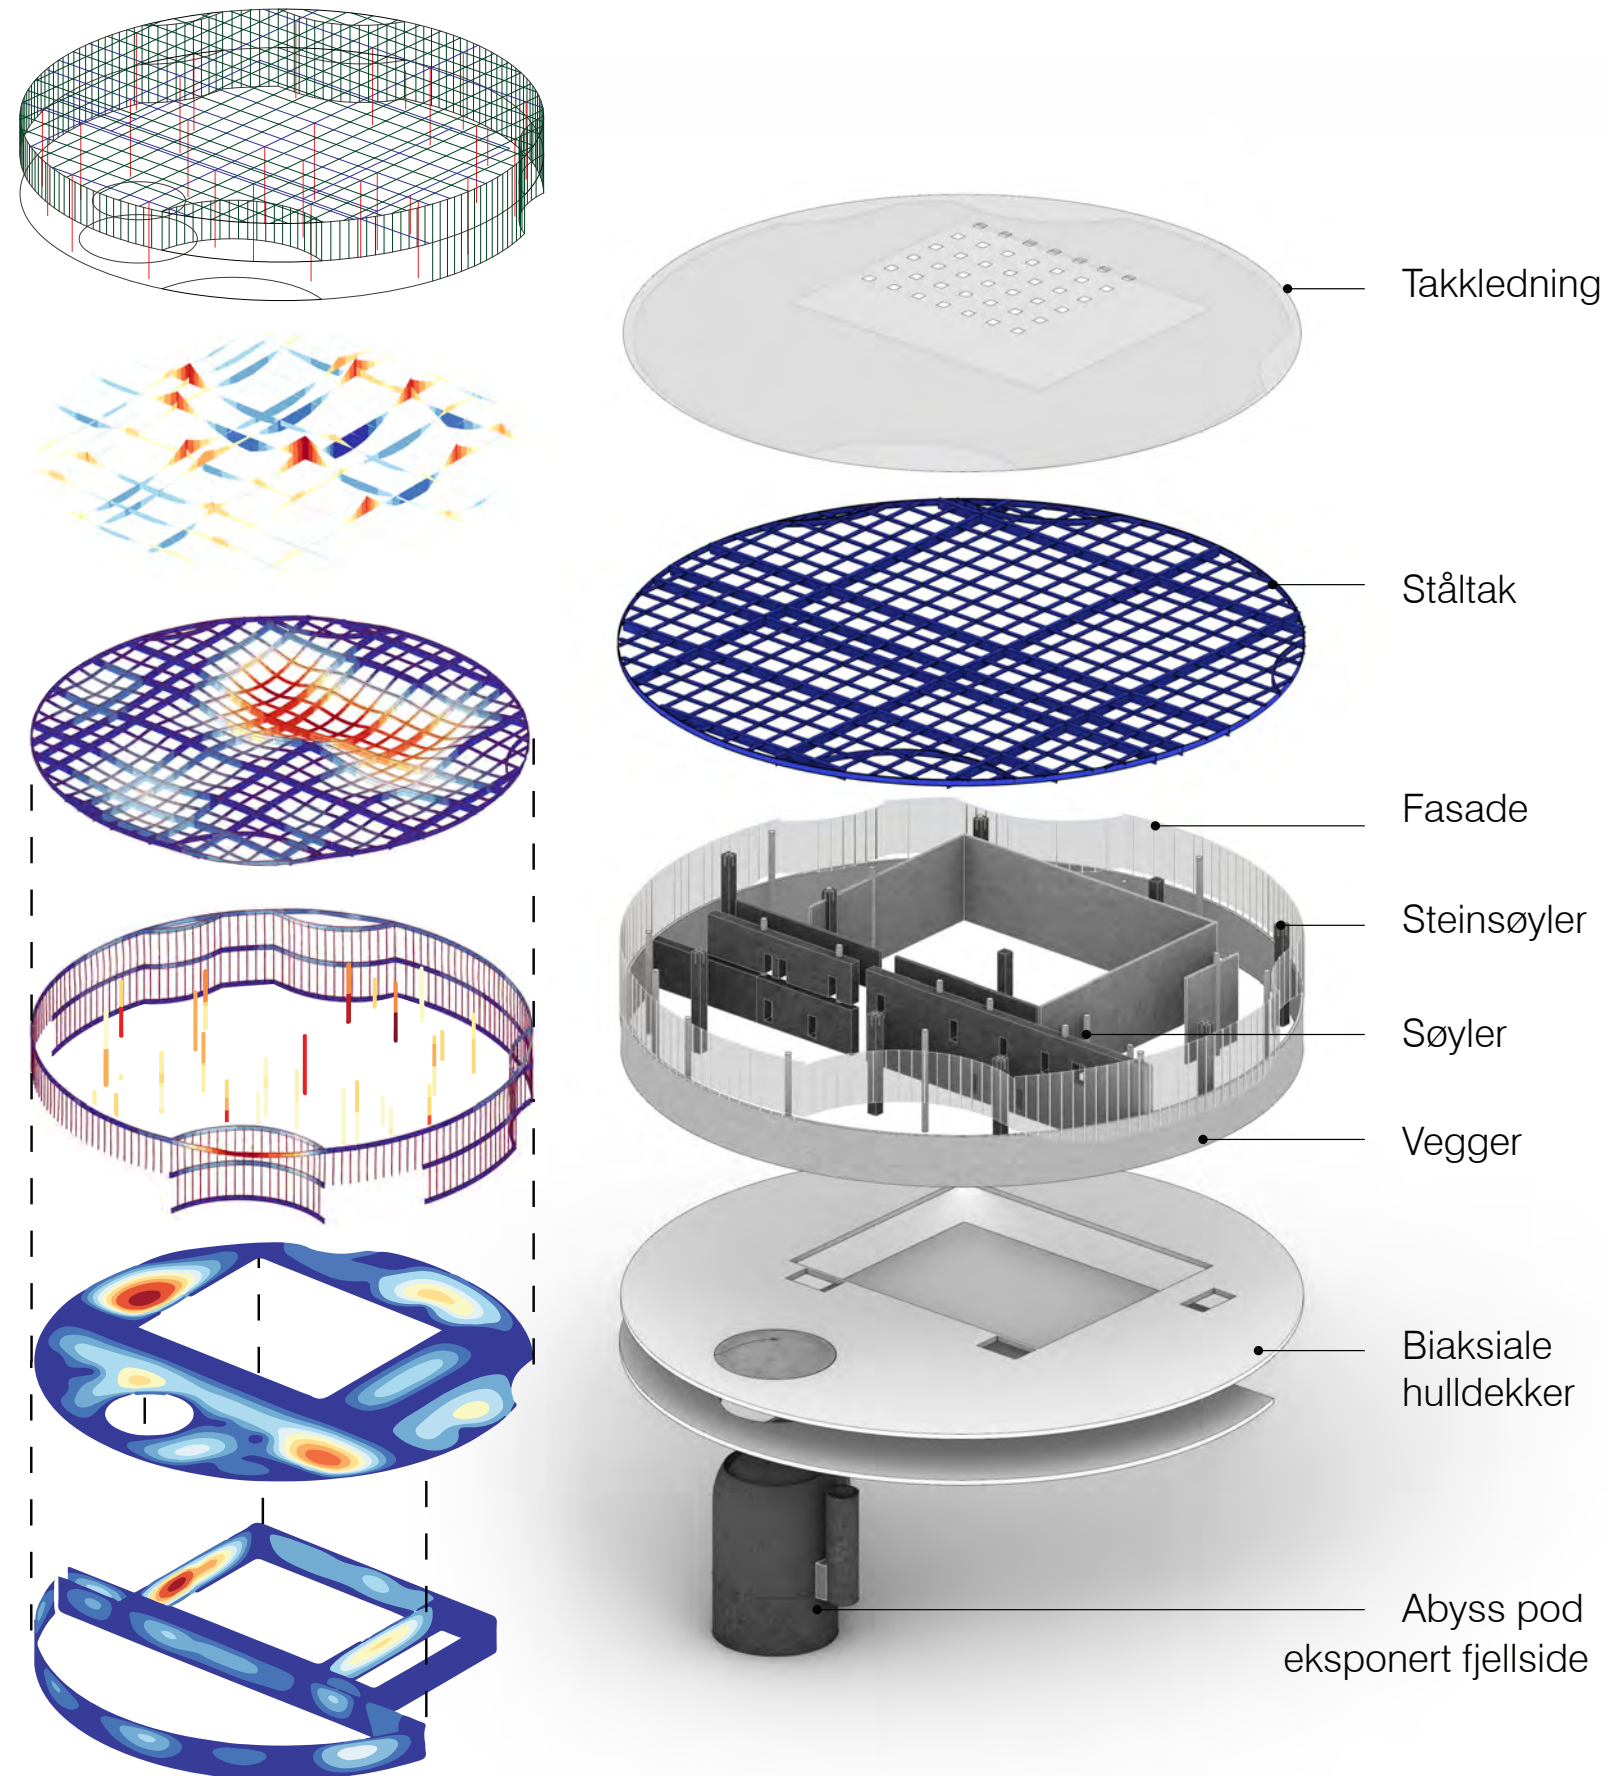 Takkledning
Ståltak
Fasade
Steinsøyler
Søyler
Vegger
Biaksiale
hulldekker
Abyss pod
eksponert fjellside